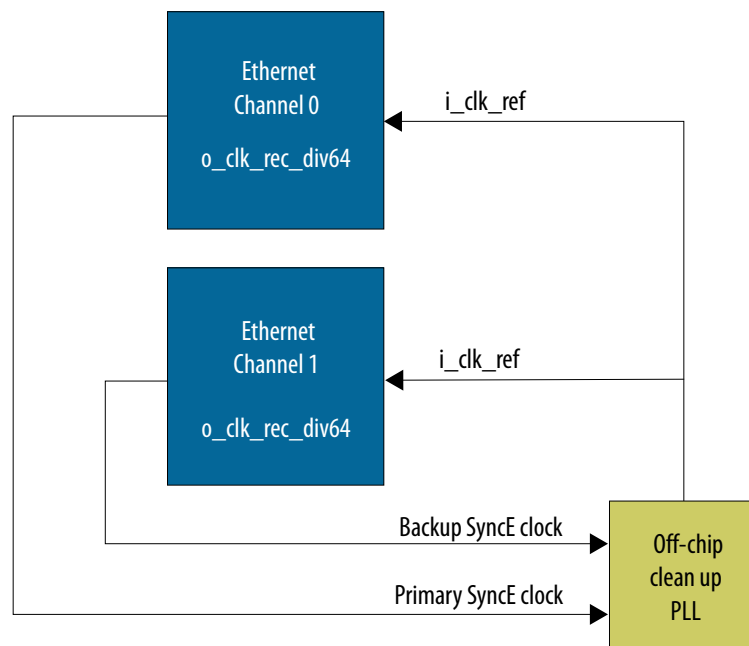 Ethernet
Channel 0
o_clk_rec_div64
i_clk_ref
Ethernet
Channel 1
o_clk_rec_div64
i_clk_ref
Backup SyncE clock
Primary SyncE clock
Off-chip
clean up
PLL